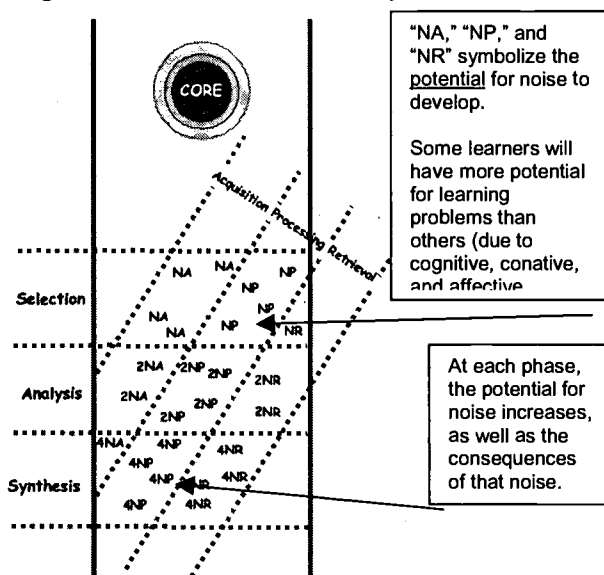 "NA," "NP," and
"NR" symbolize the
potential for noise to
develop.
Some learners will
have more potential
for learning
problems than
others (due to
cognitive, conative,
and affective
CORE
Acquisition Processing Retrieval
NA NA NP
NP
Selection
NA NP
NA NP NR
2NA 2NP 2NP 2NR
Analysis
2NA 2NP 2NR
2NP
4NA 4NP 4NR
4NP
Synthesis
4NP 4NR
4NP 4NR
At each phase,
the potential for
noise increases,
as well as the
consequences
of that noise.